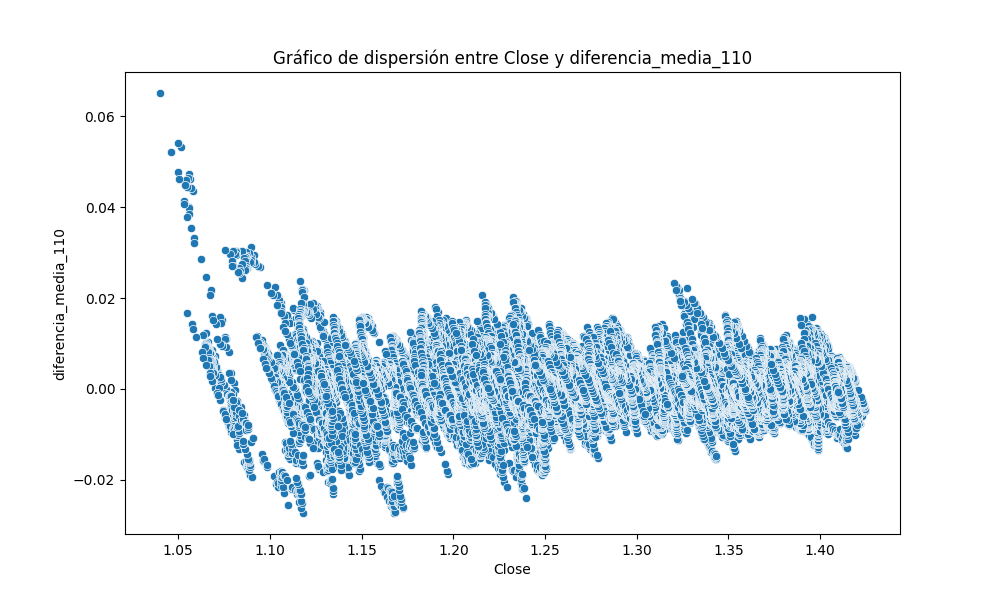 Gráfico de dispersión entre Close y diferencia_media_110
diferencia_media_110
0.06
0.04
0.02
0.00
−0.02
1.05 1.10 1.15 1.20 1.25 1.30 1.35 1.40
Close